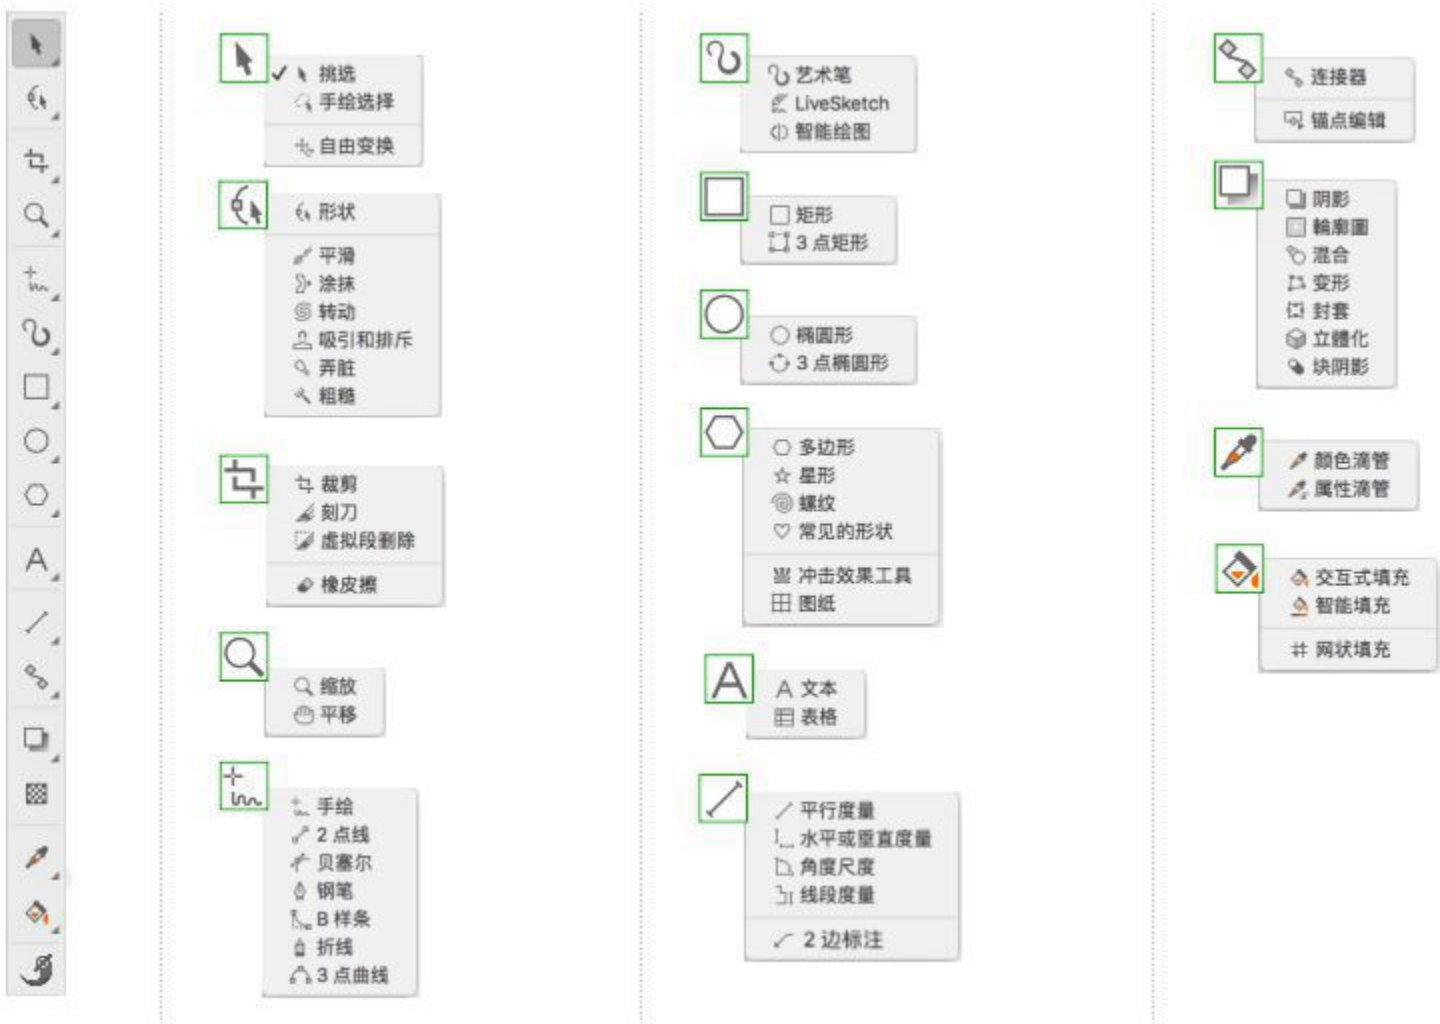 挑选
手绘选择
自由变换
形状
平滑
涂抹
转动
吸引和排斥
弄脏
粗糙
裁剪
刻刀
虚拟段删除
橡皮擦
缩放
平移
手绘
2 点线
贝塞尔
钢笔
B 样条
折线
3 点曲线
艺术笔
LiveSketch
智能绘图
矩形
3 点矩形
椭圆形
3 点椭圆形
多边形
星形
螺纹
常见的形状
冲击效果工具
图纸
A 文本
表格
平行度量
水平或垂直度量
角度尺度
线段度量
2 边标注
连接器
锚点编辑
阴影
輪廓圖
混合
变形
封套
立體化
块阴影
颜色滴管
属性滴管
交互式填充
智能填充
网状填充